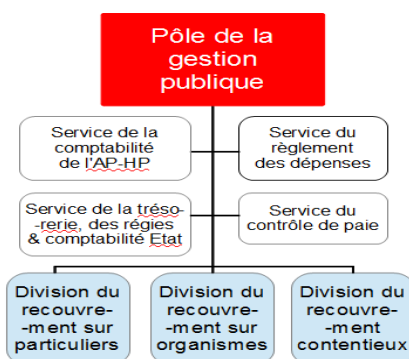 Pôle de la
gestion
publique
Service de la
comptabilité
de l'AP-HP
Service du
règlement
des dépenses
Service de la tréso-
-rerie, des régies
& comptabilité Etat
Service du
contrôle de paie
Division du
recouvre-
-ment sur
particuliers
Division du
recouvre-
-ment sur
organismes
Division du
recouvre-
-ment
contentieux